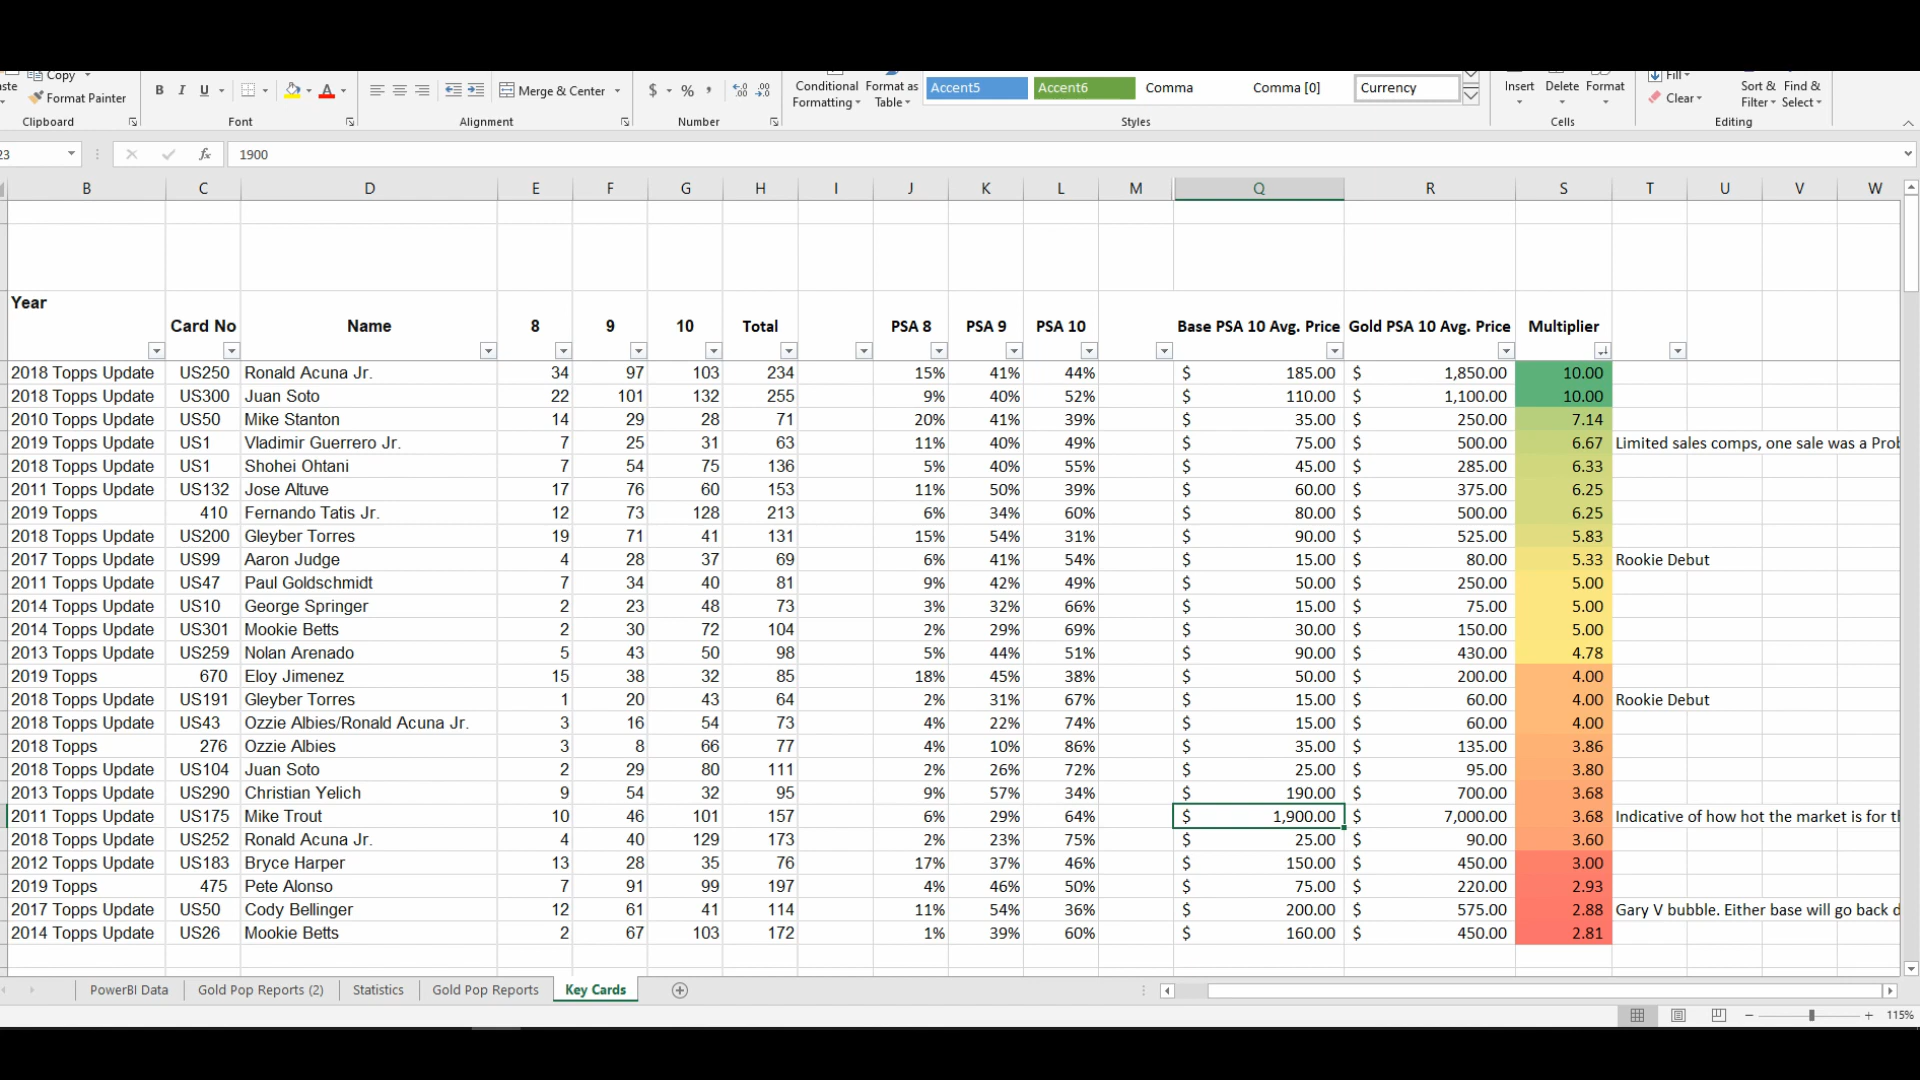 Copy
Format Painter
Clipboard
B I U A
Font
Merge & Center
Alignment
$ % ,
Number
Conditional Formatting
Format as Table
Accent5 Accent6 Comma Comma [0] Currency
Styles
Insert Delete Format
Cells
Fill
Clear
Sort & Filter
Find & Select
Editing
23 fx 1900
B C D E F G H I J K L M Q R S T U V W
Year Card No Name 8 9 10 Total PSA 8 PSA 9 PSA 10 Base PSA 10 Avg. Price Gold PSA 10 Avg. Price Multiplier
2018 Topps Update US250 Ronald Acuna Jr. 34 97 103 234 15% 41% 44% $ 185.00 $ 1,850.00 10.00
2018 Topps Update US300 Juan Soto 22 101 132 255 9% 40% 52% $ 110.00 $ 1,100.00 10.00
2010 Topps Update US50 Mike Stanton 14 29 28 71 20% 41% 39% $ 35.00 $ 250.00 7.14
2019 Topps Update US1 Vladimir Guerrero Jr. 7 25 31 63 11% 40% 49% $ 75.00 $ 500.00 6.67 Limited sales comps, one sale was a Prob
2018 Topps Update US1 Shohei Ohtani 7 54 75 136 5% 40% 55% $ 45.00 $ 285.00 6.33
2011 Topps Update US132 Jose Altuve 17 76 60 153 11% 50% 39% $ 60.00 $ 375.00 6.25
2019 Topps 410 Fernando Tatis Jr. 12 73 128 213 6% 34% 60% $ 80.00 $ 500.00 6.25
2018 Topps Update US200 Gleyber Torres 19 71 41 131 15% 54% 31% $ 90.00 $ 525.00 5.83
2017 Topps Update US99 Aaron Judge 4 28 37 69 6% 41% 54% $ 15.00 $ 80.00 5.33 Rookie Debut
2011 Topps Update US47 Paul Goldschmidt 7 34 40 81 9% 42% 49% $ 50.00 $ 250.00 5.00
2014 Topps Update US10 George Springer 2 23 48 73 3% 32% 66% $ 15.00 $ 75.00 5.00
2014 Topps Update US301 Mookie Betts 2 30 72 104 2% 29% 69% $ 30.00 $ 150.00 5.00
2013 Topps Update US259 Nolan Arenado 5 43 50 98 5% 44% 51% $ 90.00 $ 430.00 4.78
2019 Topps 670 Eloy Jimenez 15 38 32 85 18% 45% 38% $ 50.00 $ 200.00 4.00
2018 Topps Update US191 Gleyber Torres 1 20 43 64 2% 31% 67% $ 15.00 $ 60.00 4.00 Rookie Debut
2018 Topps Update US43 Ozzie Albies/Ronald Acuna Jr. 3 16 54 73 4% 22% 74% $ 15.00 $ 60.00 4.00
2018 Topps 276 Ozzie Albies 3 8 66 77 4% 10% 86% $ 35.00 $ 135.00 3.86
2018 Topps Update US104 Juan Soto 2 29 80 111 2% 26% 72% $ 25.00 $ 95.00 3.80
2013 Topps Update US290 Christian Yelich 9 54 32 95 9% 57% 34% $ 190.00 $ 700.00 3.68
2011 Topps Update US175 Mike Trout 10 46 101 157 6% 29% 64% $ 1,900.00 $ 7,000.00 3.68 Indicative of how hot the market is for
2018 Topps Update US252 Ronald Acuna Jr. 4 40 129 173 2% 23% 75% $ 25.00 $ 90.00 3.60
2012 Topps Update US183 Bryce Harper 13 28 35 76 17% 37% 46% $ 150.00 $ 450.00 3.00
2019 Topps 475 Pete Alonso 7 91 99 197 4% 46% 50% $ 75.00 $ 220.00 2.93
2017 Topps Update US50 Cody Bellinger 12 61 41 114 11% 54% 36% $ 200.00 $ 575.00 2.88 Gary V bubble. Either base will go back d
2014 Topps Update US26 Mookie Betts 2 67 103 172 1% 39% 60% $ 160.00 $ 450.00 2.81
PowerBI Data Gold Pop Reports (2) Statistics Gold Pop Reports Key Cards
115%